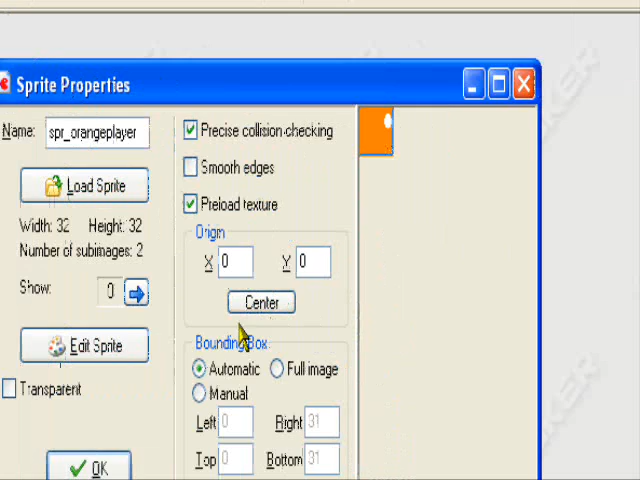 Sprite Properties
Name: spr_orangeplayer
Load Sprite
Width: 32 Height: 32
Number of subimages: 2
Show: 0
Edit Sprite
Transparent
OK
Precise collision checking
Smooth edges
Preload texture
Origin
X 0 Y 0
Center
Bounding Box
Automatic Full image
Manual
Left 0 Right 31
Top 0 Bottom 31